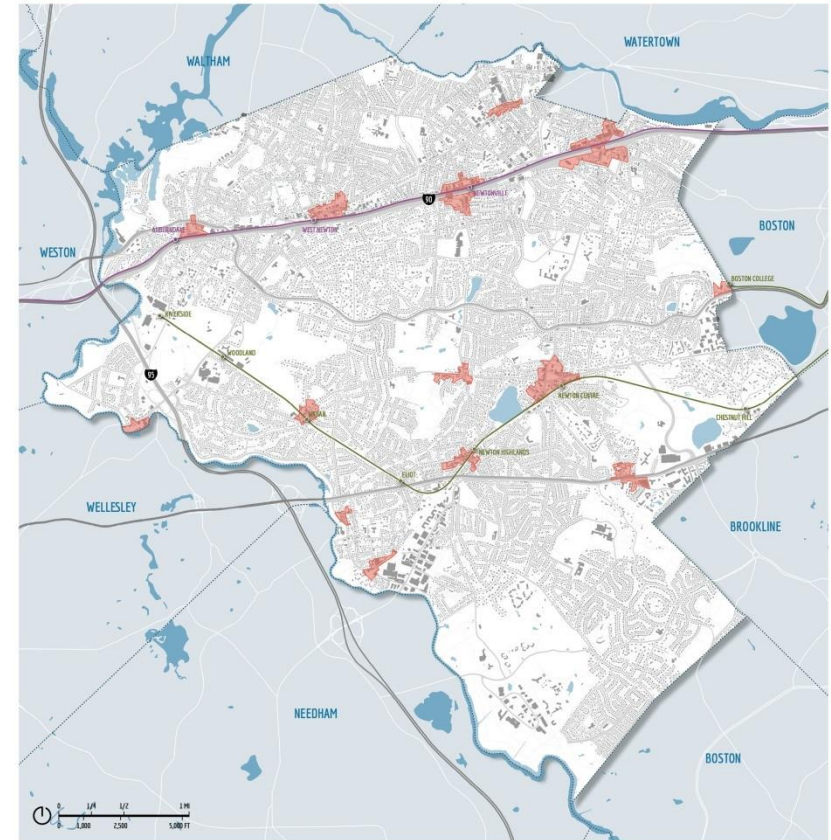 WATERTOWN
WALTHAM
90
NEWTONVILLE
AUBURNDALE
WEST NEWTON
BOSTON
WESTON
BOSTON COLLEGE
RIVERSIDE
WOODLAND
95
NEWTON CENTRE
WABAN
CHESTNUT HILL
NEWTON HIGHLANDS
ELIOT
WELLESLEY
BROOKLINE
NEEDHAM
BOSTON
0 1/4 1/2 1 MI
0 1,000 2,500 5,000 FT